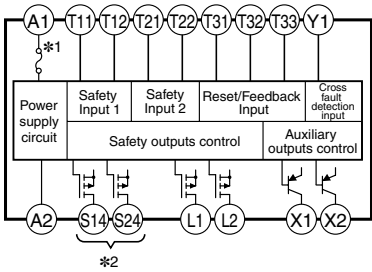 A1 T11 T12 T21 T22 T31 T32 T33 Y1
*1
Power supply circuit
Safety Input 1
Safety Input 2
Reset/Feedback Input
Cross fault detection input
Safety outputs control
Auxiliary outputs control
A2 S14 S24 L1 L2 X1 X2
*2